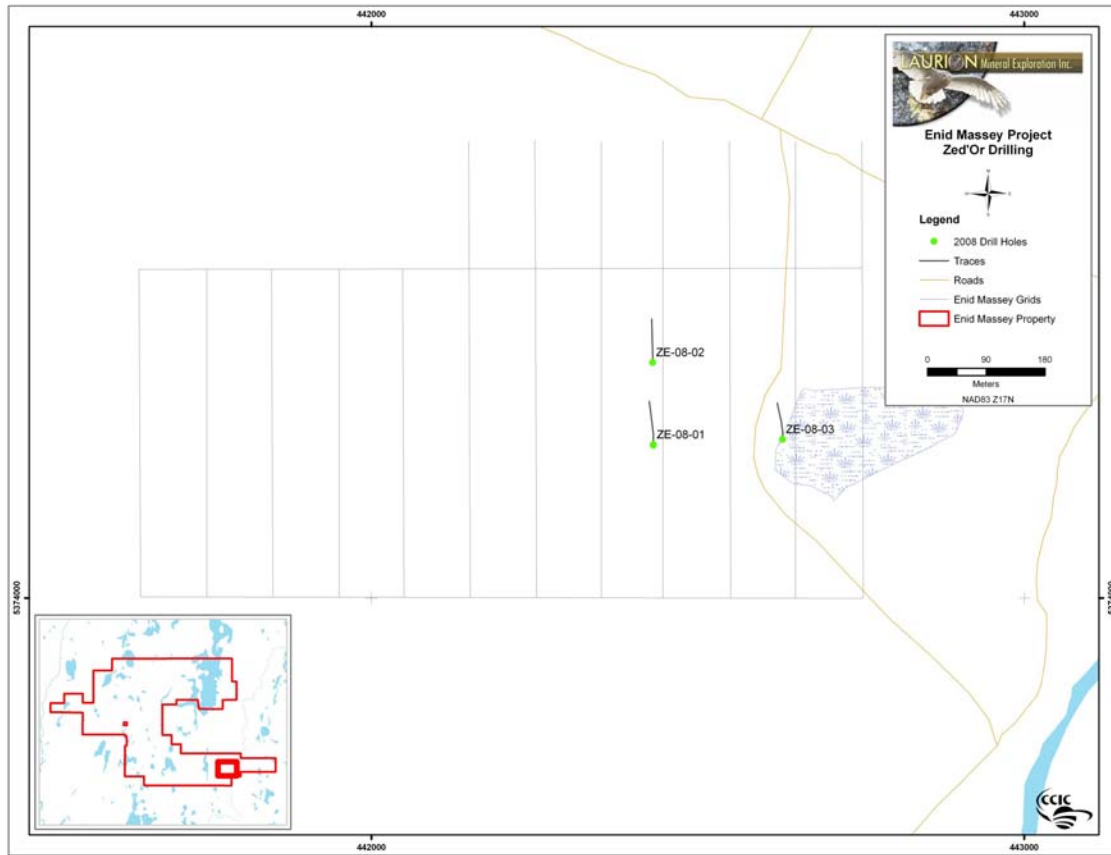 442000
443000
LAURION Mineral Exploration Inc.
Enid Massey Project
Zed'Or Drilling
N
W E
S
Legend
2008 Drill Holes
Traces
Roads
Enid Massey Grids
Enid Massey Property
0 90 180
Meters
NAD83 Z17N
ZE-08-02
ZE-08-01
ZE-08-03
5374000
5374000
CCIC
442000
443000